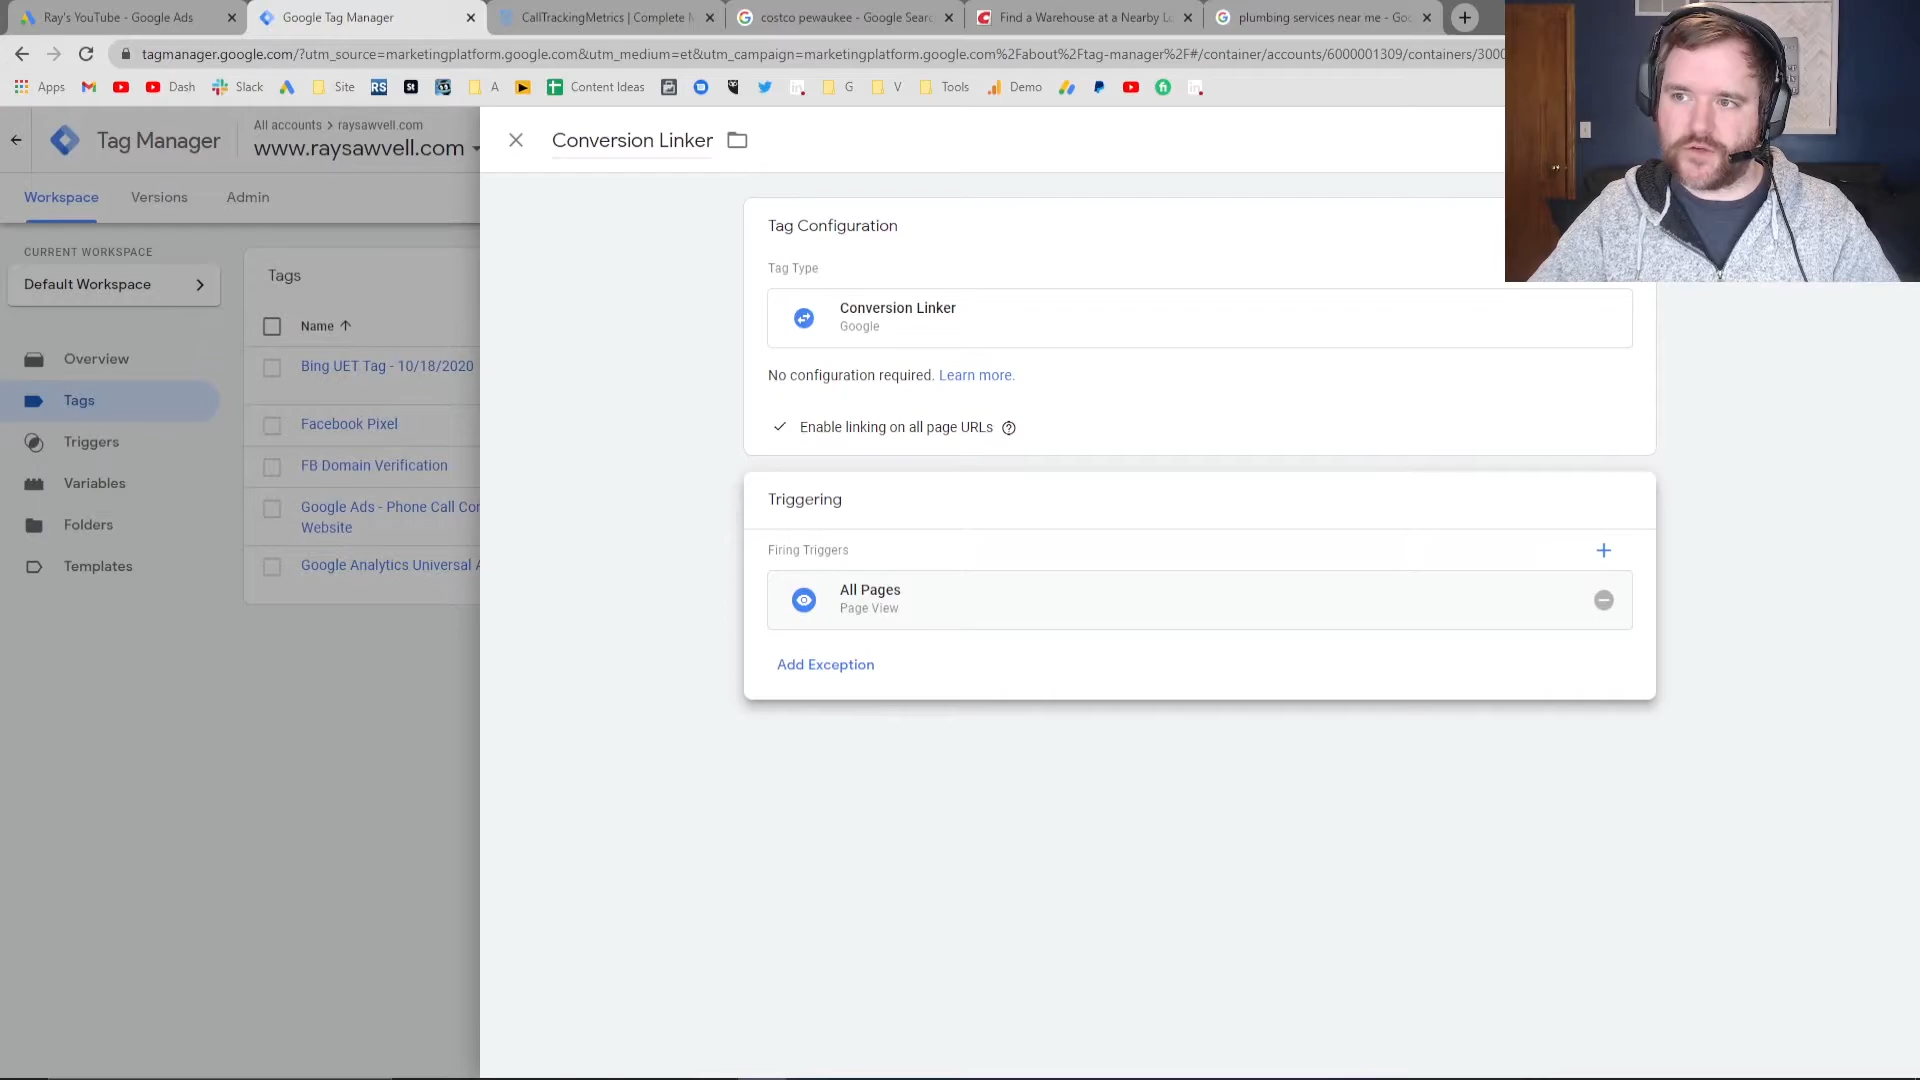 Ray's YouTube - Google Ads
Google Tag Manager
CallTrackingMetrics | Complete
costco pewaukee - Google Sear
Find a Warehouse at a Nearby Lo
plumbing services near me - Goo
tagmanager.google.com/?utm_source=marketingplatform.google.com&utm_medium=et&utm_campaign=marketingplatform.google.com%2Fabout%2Ftag-manager%2F#/container/accounts/6000001309/containers/3000
Apps
Dash
Slack
Site
RS
St
A
Content Ideas
G
V
Tools
Demo
Tag Manager
All accounts > raysawvell.com
www.raysawvell.com
Conversion Linker
Workspace
Versions
Admin
CURRENT WORKSPACE
Default Workspace
Overview
Tags
Triggers
Variables
Folders
Templates
Tags
Name
Bing UET Tag - 10/18/2020
Facebook Pixel
FB Domain Verification
Google Ads - Phone Call Con
Website
Google Analytics Universal A
Tag Configuration
Tag Type
Conversion Linker
Google
No configuration required. Learn more.
Enable linking on all page URLs
Triggering
Firing Triggers
All Pages
Page View
Add Exception